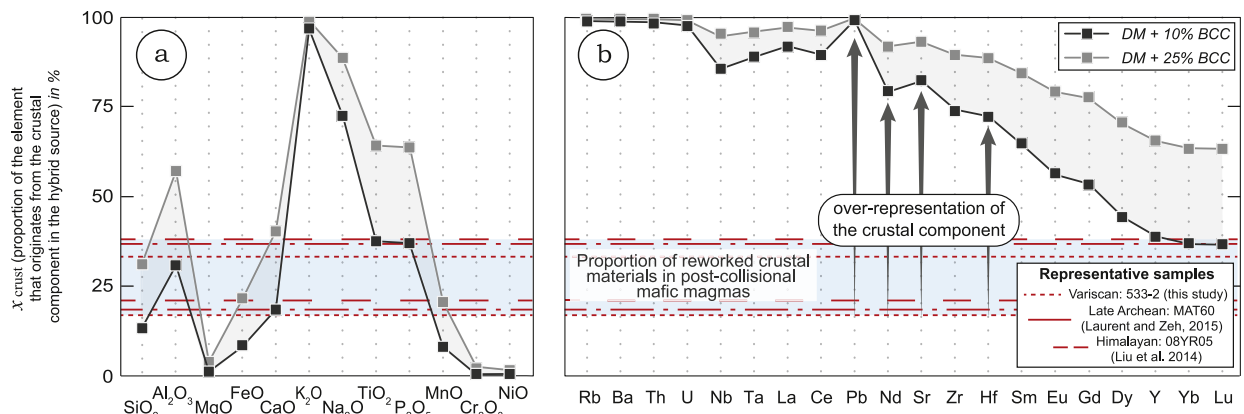 x crust (proportion of the element
that originates from the crustal
component in the hybrid source) in %
100
75
50
25
0
a
SiO₂ Al₂O₃ MgO FeO CaO K₂O Na₂O TiO₂ P₂O₅ MnO Cr₂O₃ NiO
b
DM + 10% BCC
DM + 25% BCC
over-representation of
the crustal component
Proportion of reworked crustal
materials in post-collisional
mafic magmas
Representative samples
Variscan: 533-2 (this study)
Late Archean: MAT60
(Laurent and Zeh, 2015)
Himalayan: 08YR05
(Liu et al. 2014)
Rb Ba Th U Nb Ta La Ce Pb Nd Sr Zr Hf Sm Eu Gd Dy Y Yb Lu